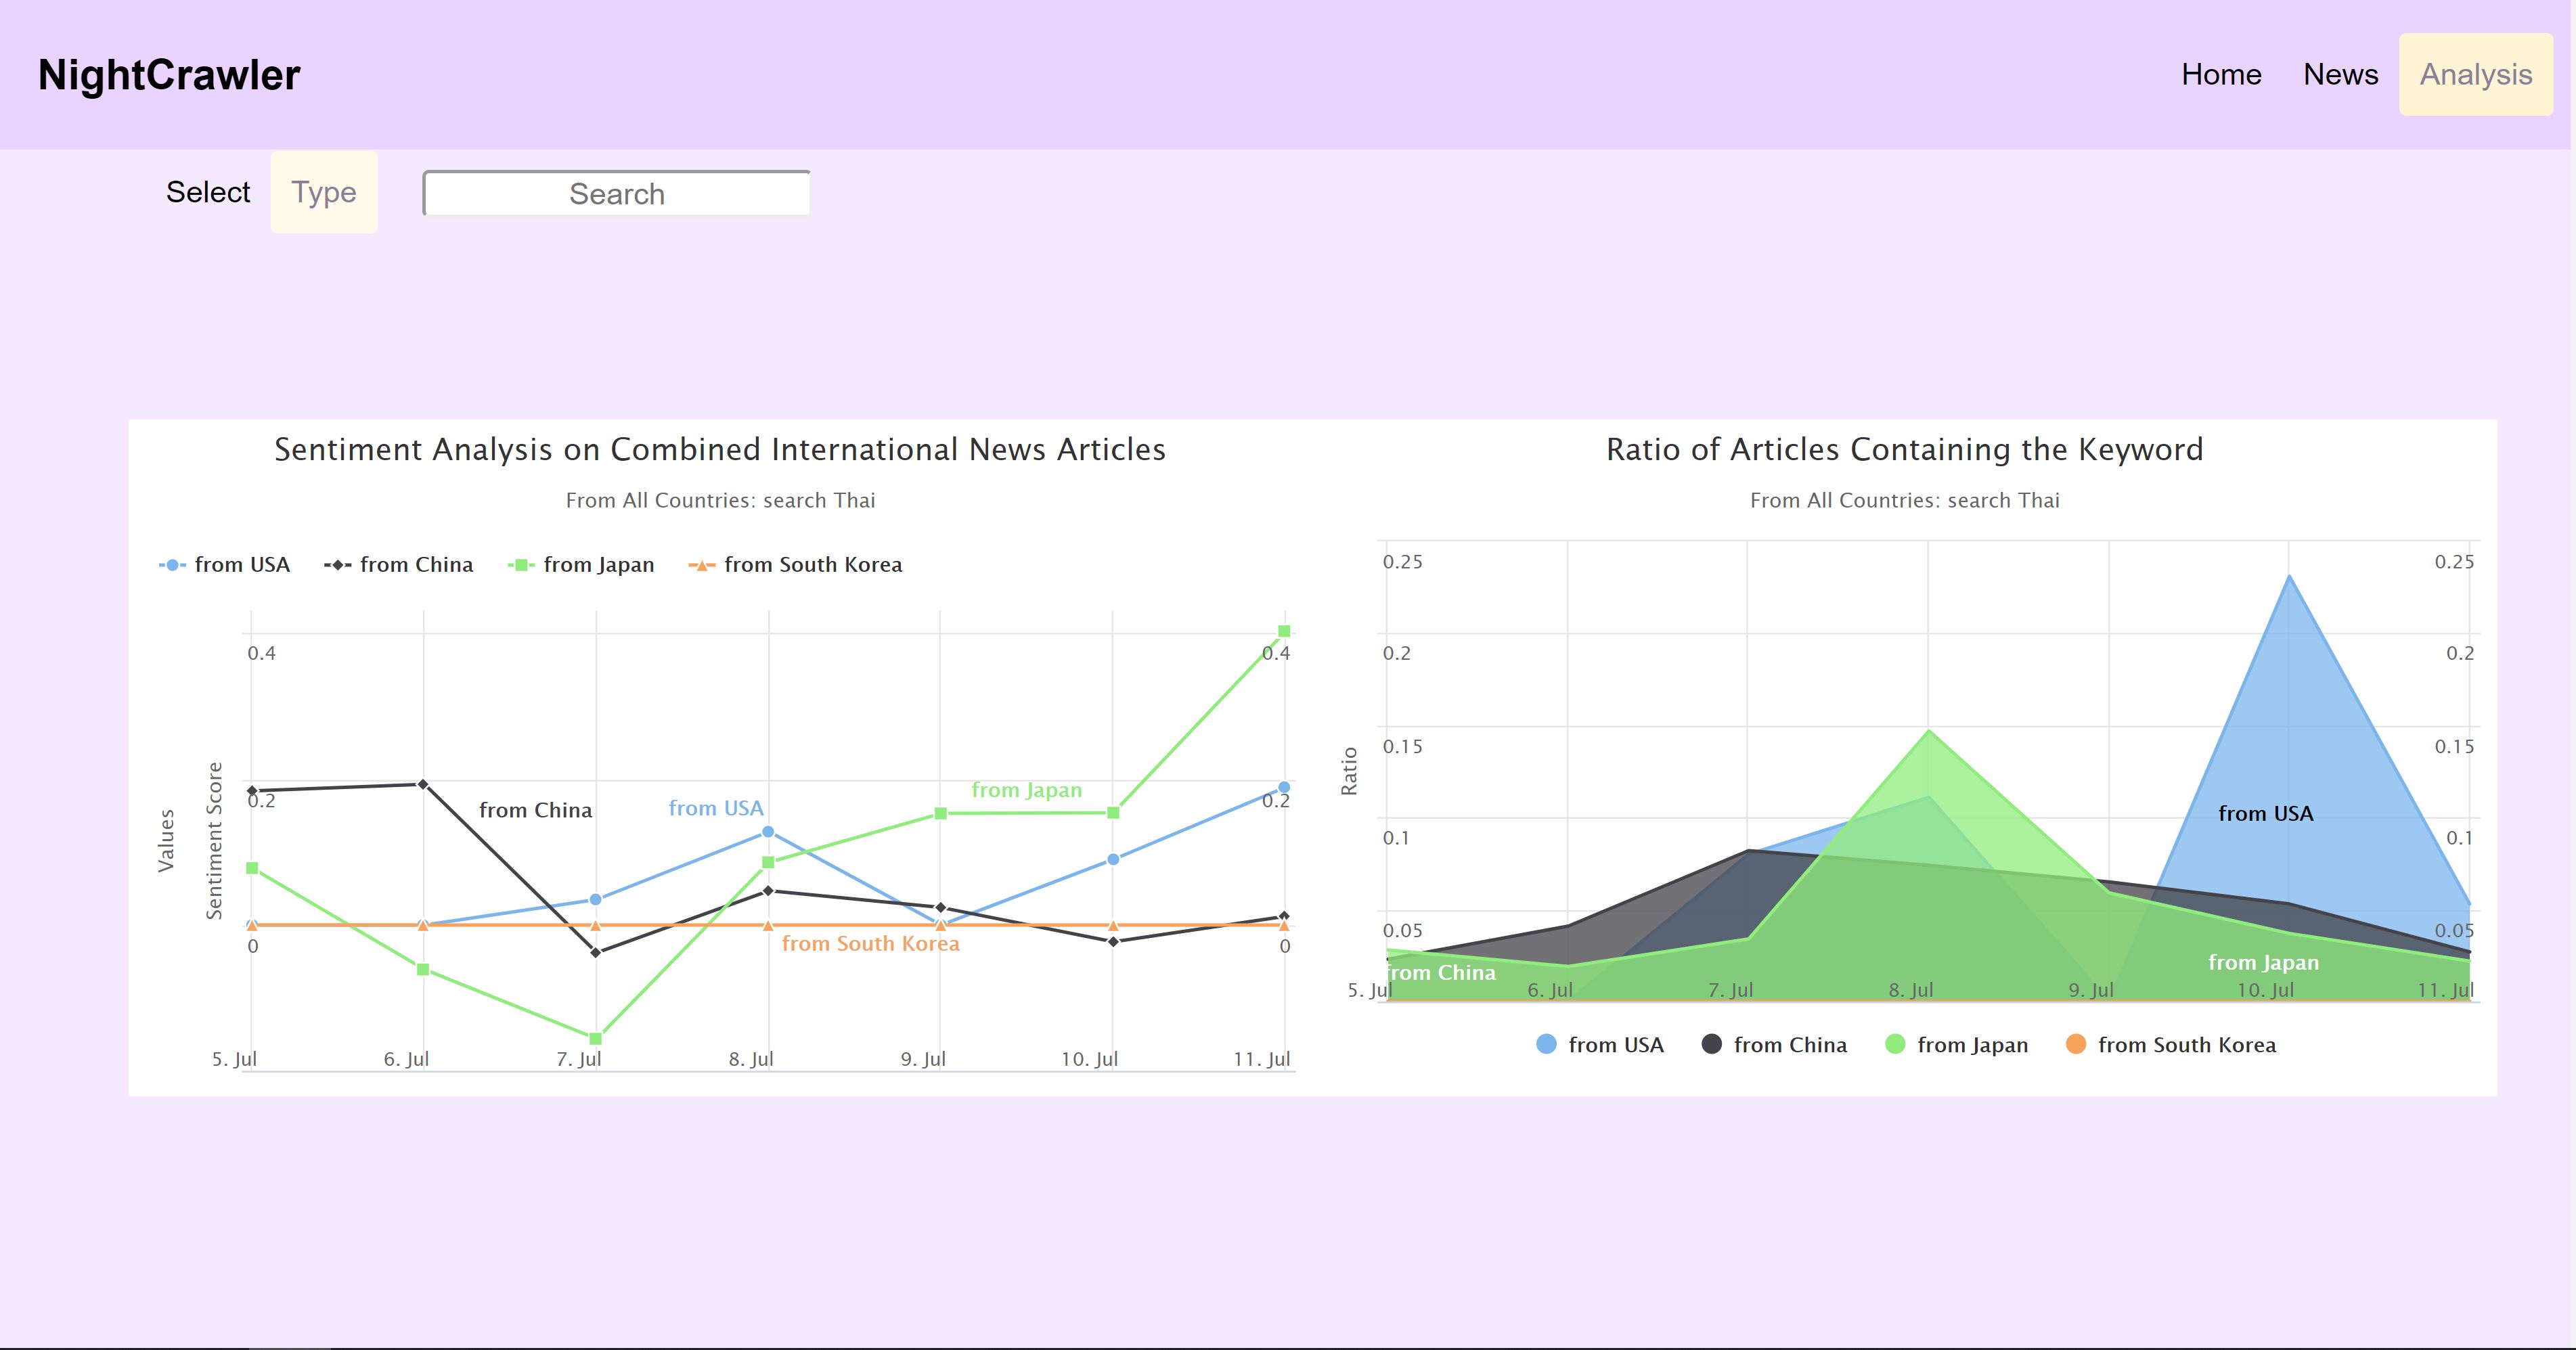 NightCrawler
Home News Analysis
Select Type Search
Sentiment Analysis on Combined International News Articles
From All Countries: search Thai
from USA from China from Japan from South Korea
Values
Sentiment Score
0.4 0.4
0.2 0.2
0 0
from China
from USA
from Japan
from South Korea
5. Jul 6. Jul 7. Jul 8. Jul 9. Jul 10. Jul 11. Jul
Ratio of Articles Containing the Keyword
From All Countries: search Thai
Ratio
0.25 0.25
0.2 0.2
0.15 0.15
0.1 0.1
0.05 0.05
from USA
from China
from Japan
5. Jul 6. Jul 7. Jul 8. Jul 9. Jul 10. Jul 11. Jul
from USA from China from Japan from South Korea